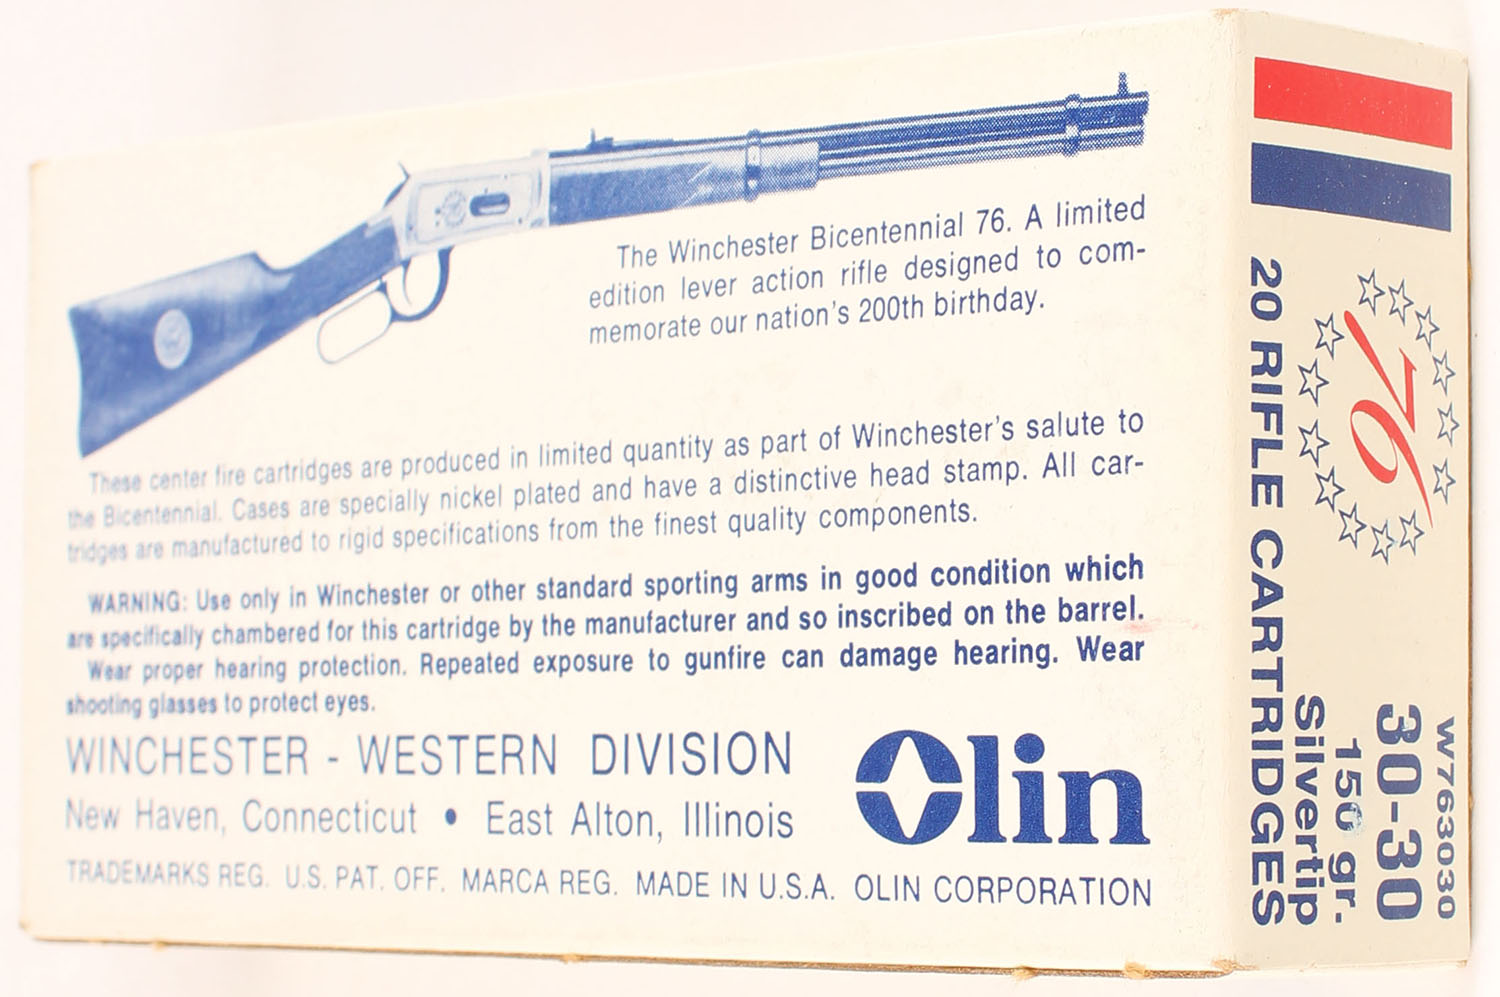 The Winchester Bicentennial 76. A limited
edition lever action rifle designed to com-
memorate our nation's 200th birthday.
These center fire cartridges are produced in limited quantity as part of Winchester's salute to
the Bicentennial. Cases are specially nickel plated and have a distinctive head stamp. All car-
tridges are manufactured to rigid specifications from the finest quality components.
WARNING: Use only in Winchester or other standard sporting arms in good condition which
are specifically chambered for this cartridge by the manufacturer and so inscribed on the barrel.
Wear proper hearing protection. Repeated exposure to gunfire can damage hearing. Wear
shooting glasses to protect eyes.
WINCHESTER - WESTERN DIVISION
New Haven, Connecticut • East Alton, Illinois
Olin
TRADEMARKS REG. U.S. PAT. OFF. MARCA REG. MADE IN U.S.A. OLIN CORPORATION
76
W763030
30-30
150 gr.
Silvertip
20 RIFLE CARTRIDGES